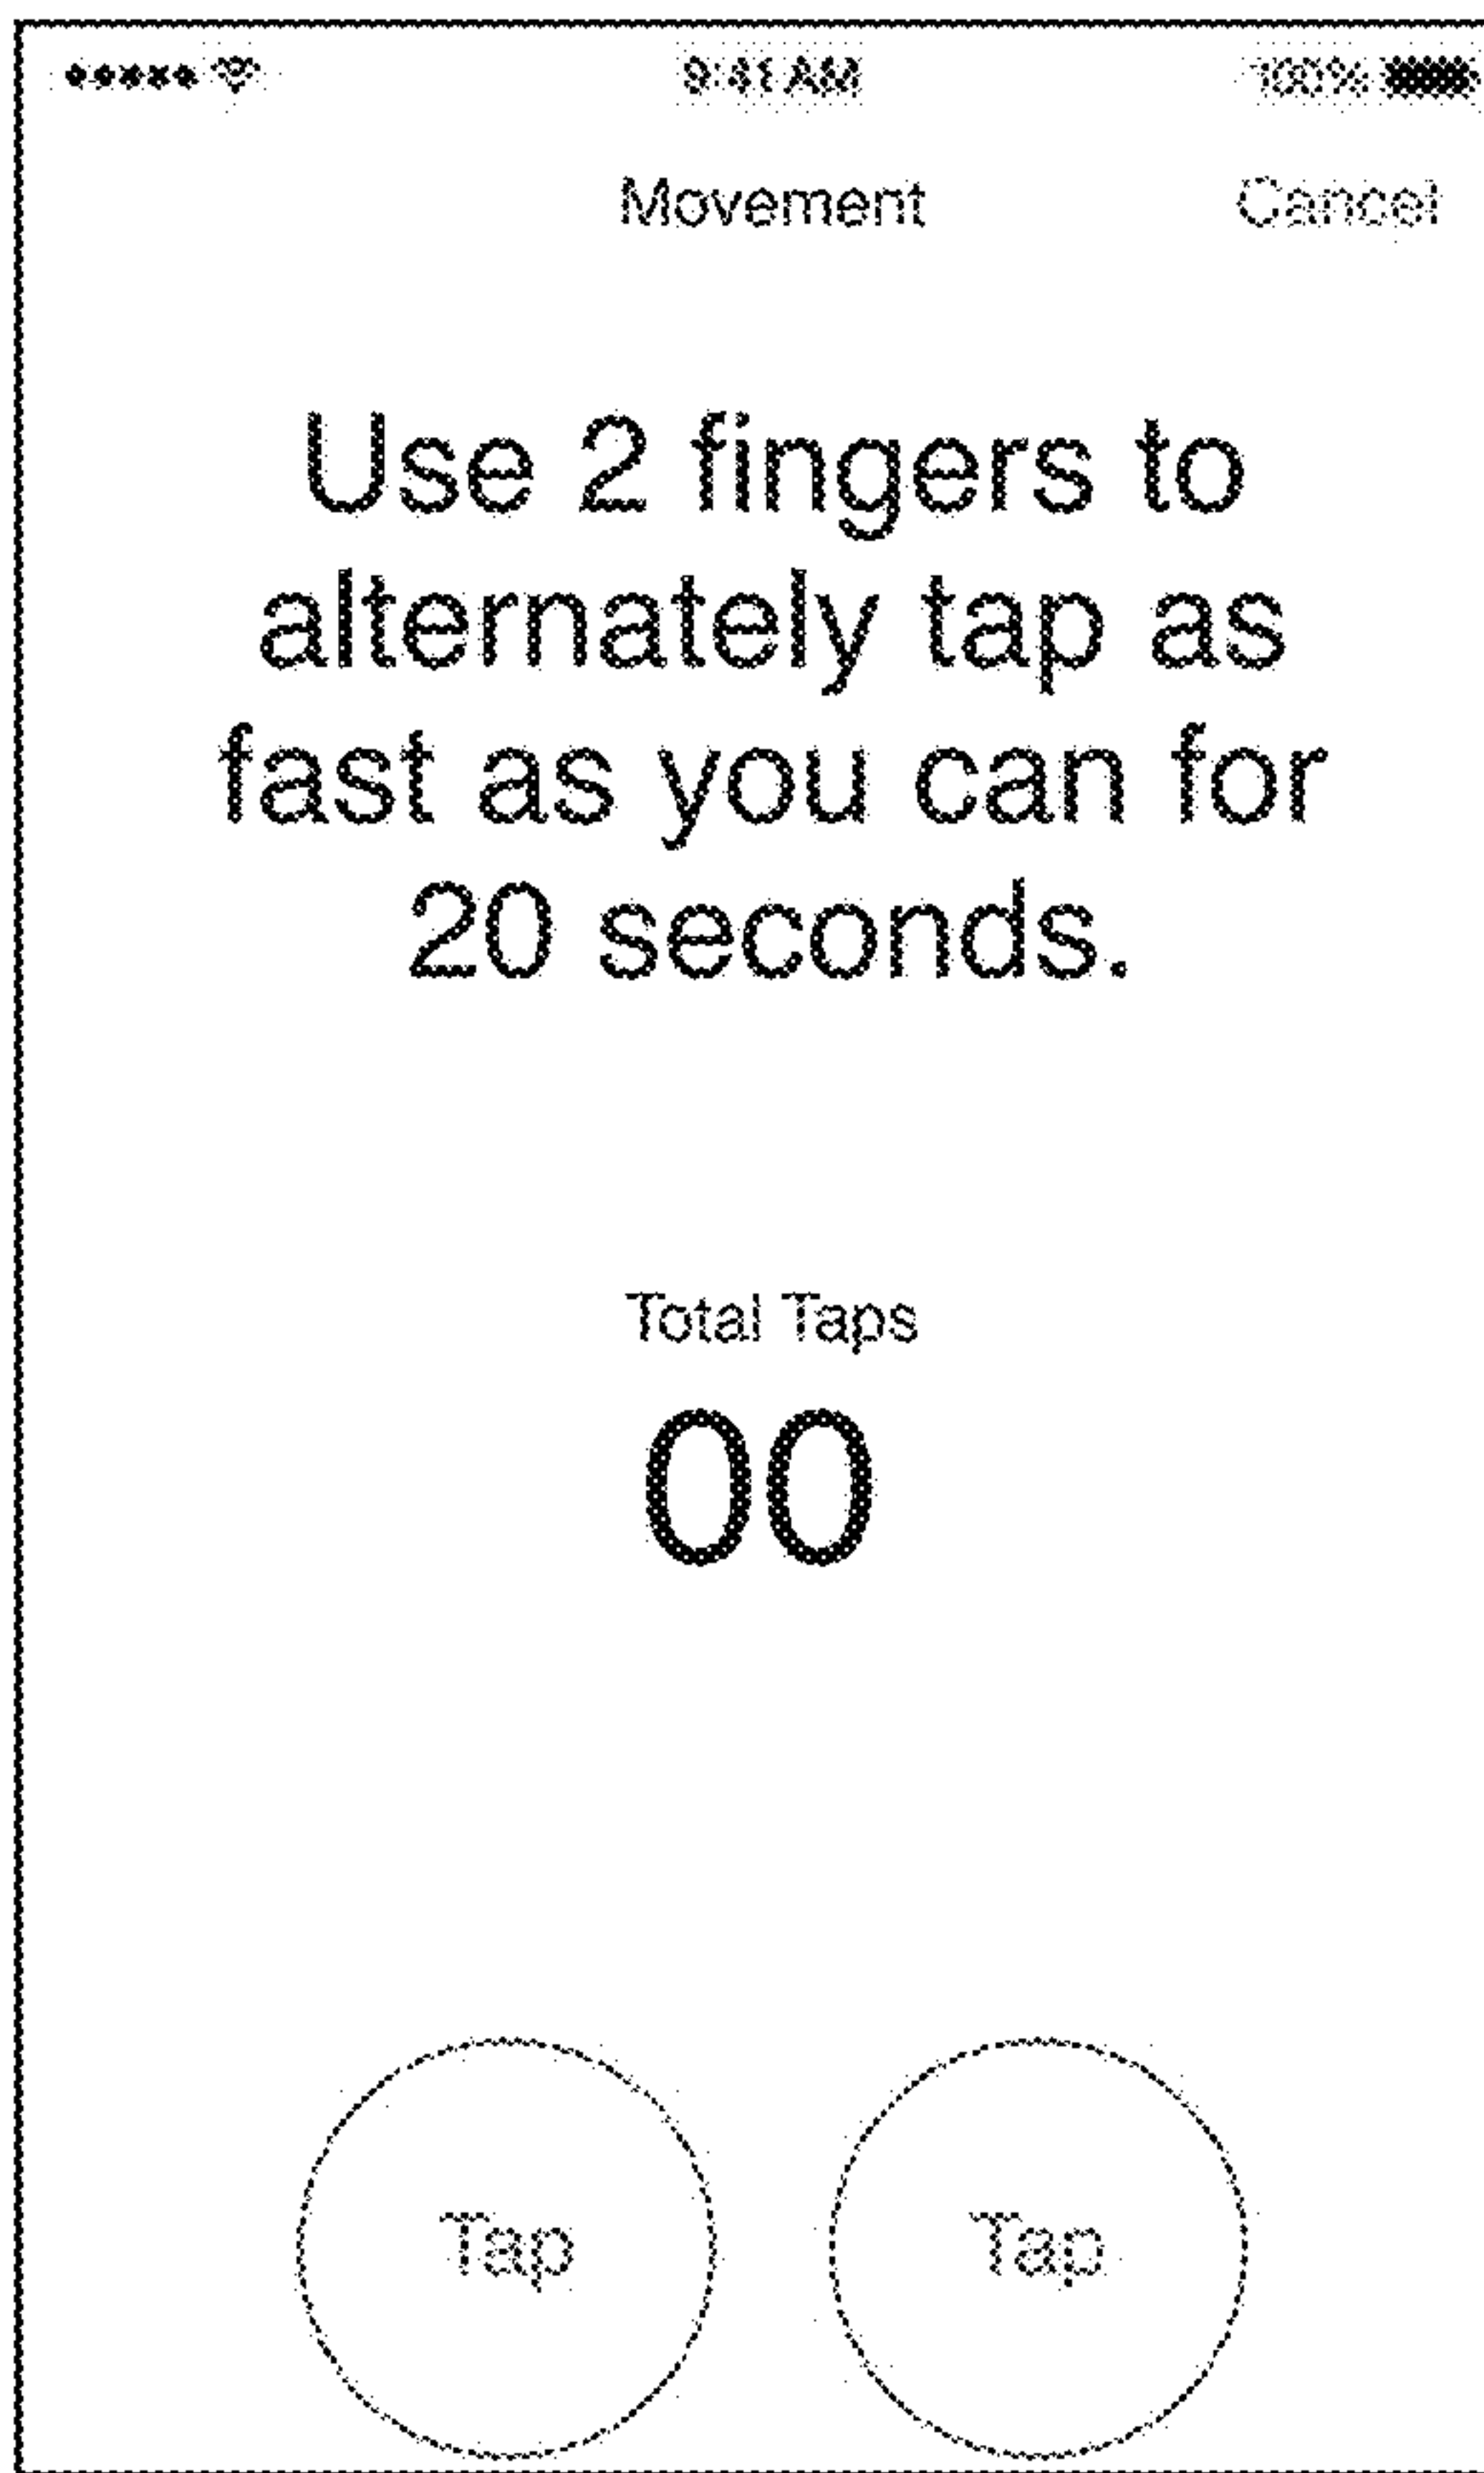 9:41 AM 100%
Movement Cancel
Use 2 fingers to
alternately tap as
fast as you can for
20 seconds.
Total Taps
00
Tap Tap